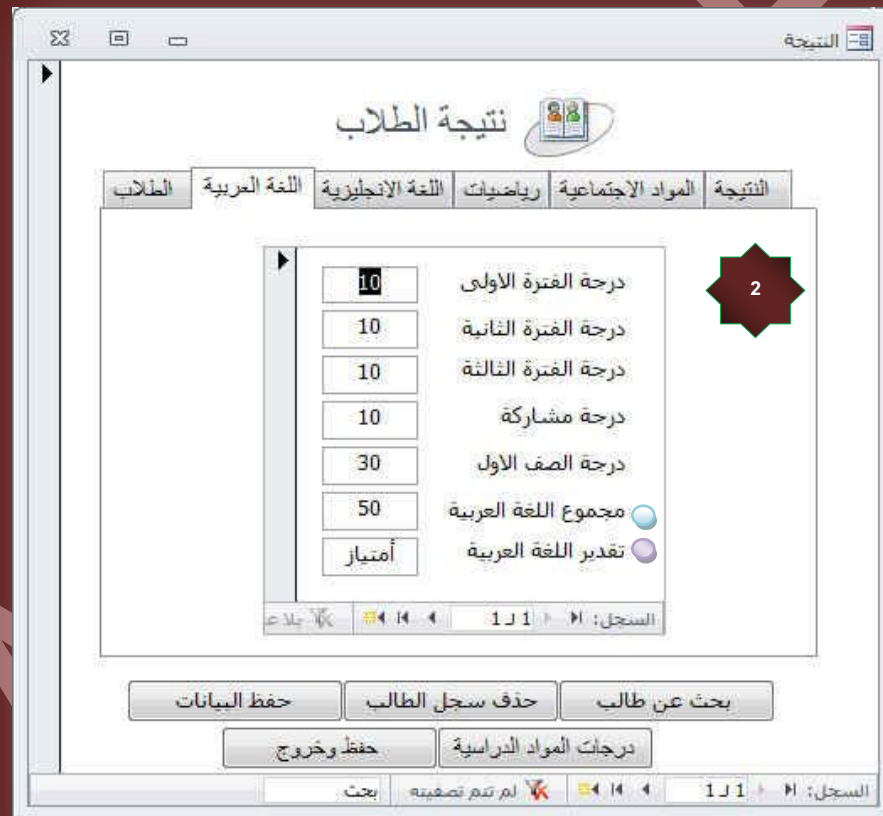 النتيجة
نتيجة الطلاب
الطلاب اللغة العربية اللغة الانجليزية رياضيات المواد الاجتماعية النتيجة
2
درجة الفترة الاولى 10
درجة الفترة الثانية 10
درجة الفترة الثالثة 10
درجة مشاركة 10
درجة الصف الاول 30
مجموع اللغة العربية 50
تقدير اللغة العربية أمتياز
السجل: 1 لـ 1
بحث عن طالب حذف سجل الطالب حفظ البيانات
درجات المواد الدراسية حفظ وخروج
السجل: 1 لـ 1 لم تتم تصفيته بحث